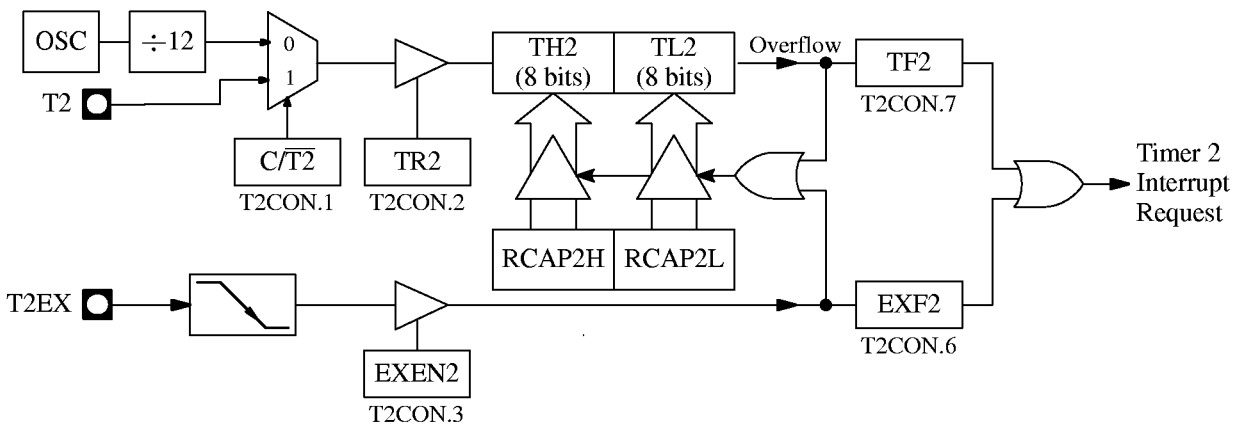 OSC
÷12
0
1
T2
C/T2̅
T2CON.1
TR2
T2CON.2
TH2
(8 bits)
TL2
(8 bits)
Overflow
TF2
T2CON.7
RCAP2H
RCAP2L
Timer 2
Interrupt
Request
T2EX
EXEN2
T2CON.3
EXF2
T2CON.6